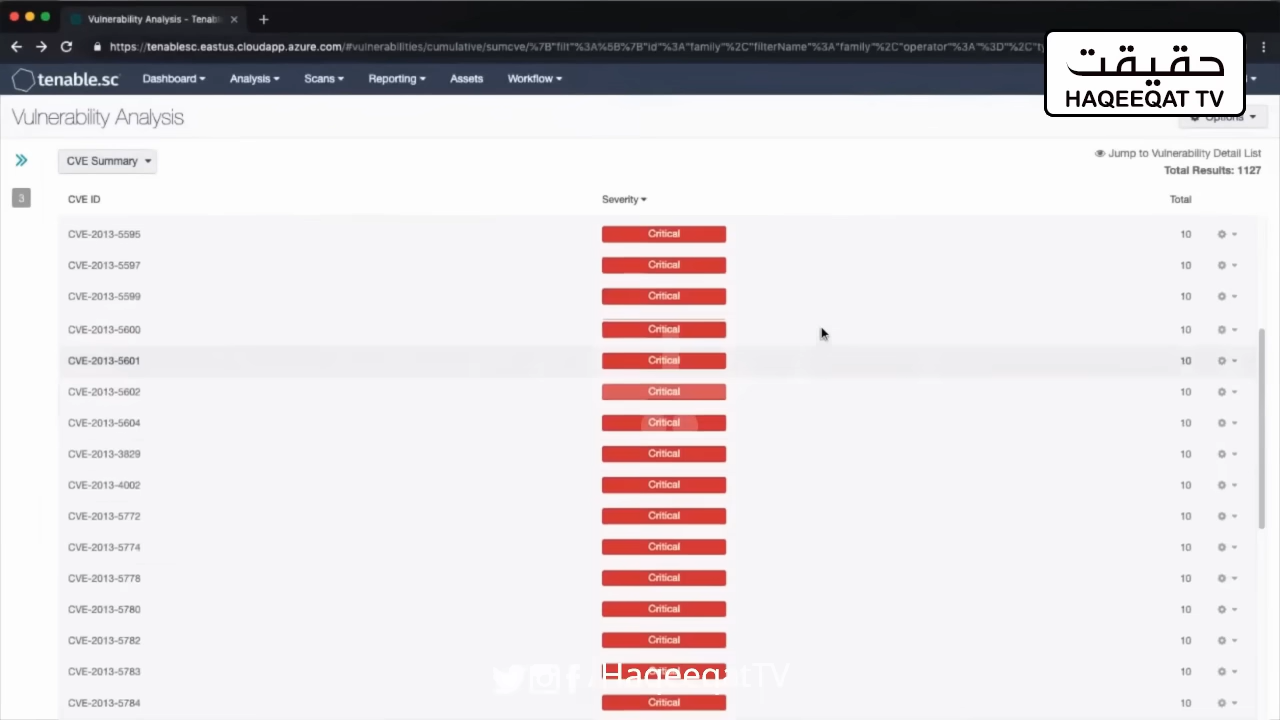 Vulnerability Analysis - Tenabl
https://tenablesc.eastus.cloudapp.azure.com/#vulnerabilities/cumulative/sumcve/%7B"filt"%3A%5B%7B"id"%3A"family"%2C"filterName"%3A"family"%2C"operator"%3A"%3D"%2C"ty
tenable.sc Dashboard Analysis Scans Reporting Assets Workflow
حقیقت
HAQEEQAT TV
Vulnerability Analysis
Options
CVE Summary
Jump to Vulnerability Detail List
Total Results: 1127
3
CVE ID Severity Total
CVE-2013-5595 Critical 10
CVE-2013-5597 Critical 10
CVE-2013-5599 Critical 10
CVE-2013-5600 Critical 10
CVE-2013-5601 Critical 10
CVE-2013-5602 Critical 10
CVE-2013-5604 Critical 10
CVE-2013-3829 Critical 10
CVE-2013-4002 Critical 10
CVE-2013-5772 Critical 10
CVE-2013-5774 Critical 10
CVE-2013-5778 Critical 10
CVE-2013-5780 Critical 10
CVE-2013-5782 Critical 10
CVE-2013-5783 Critical 10
/HaqeeqatTV
CVE-2013-5784 Critical 10